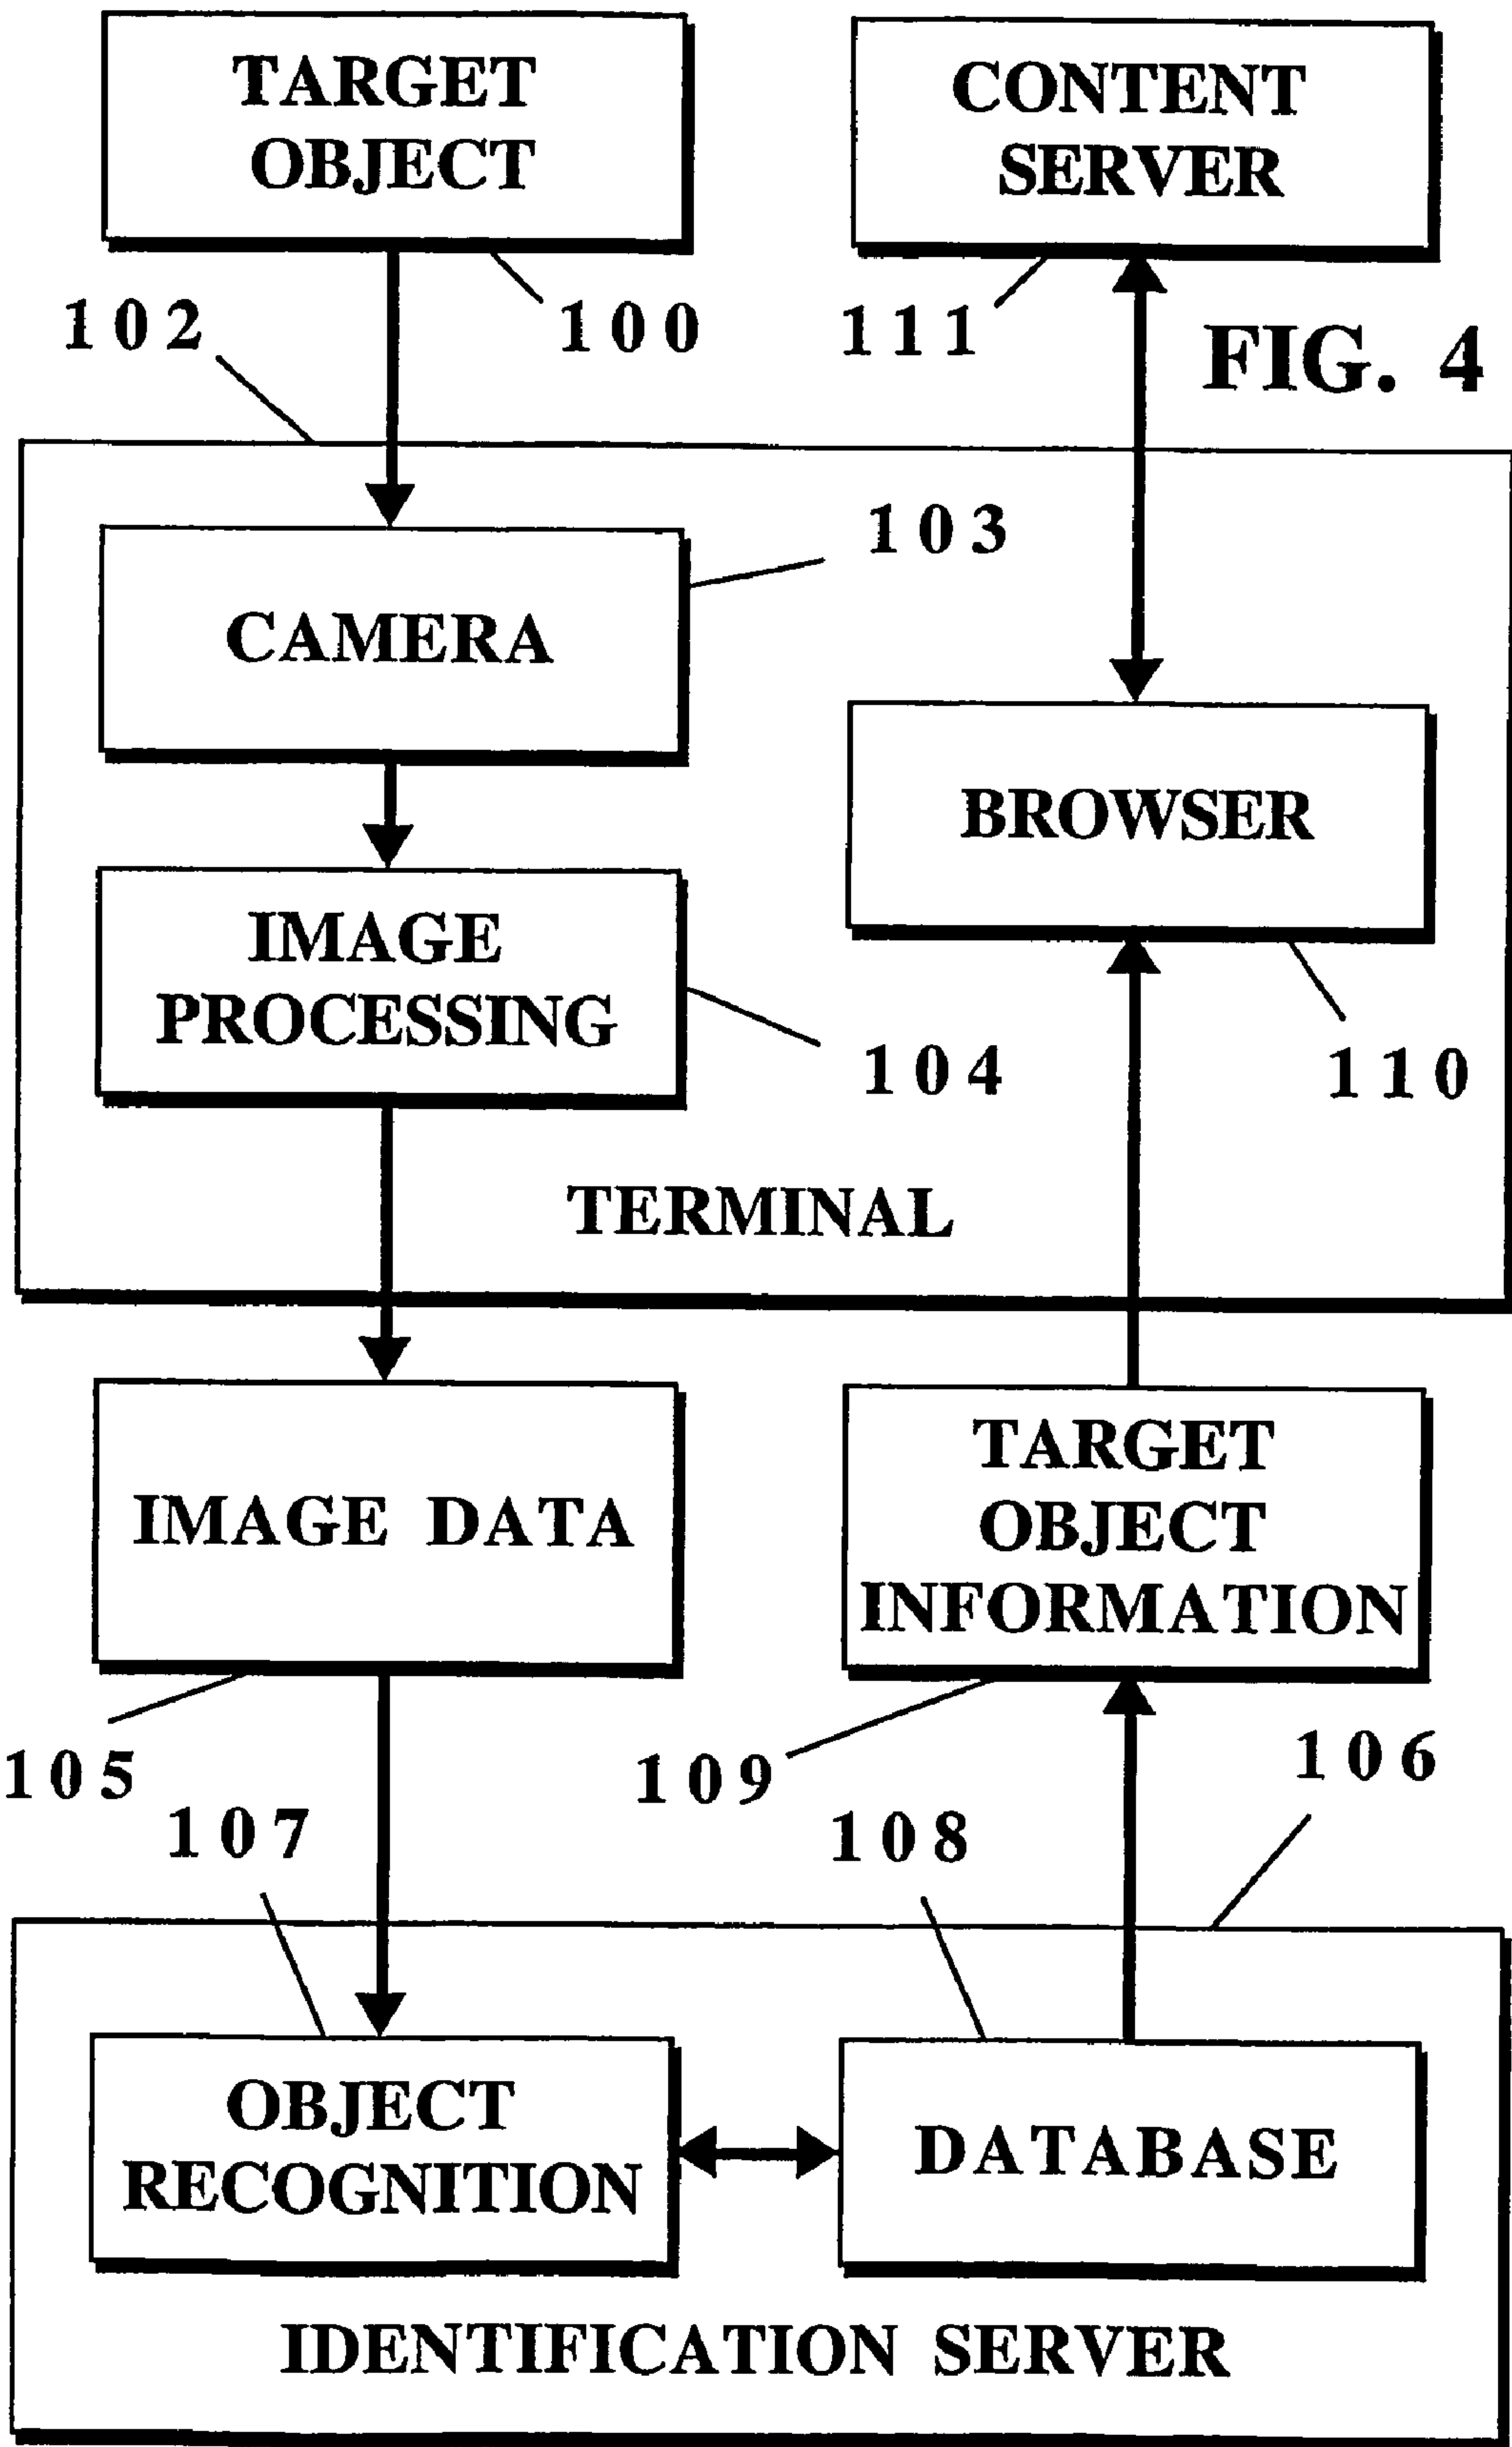 TARGET
OBJECT
CONTENT
SERVER
102
100
111
FIG. 4
103
CAMERA
BROWSER
IMAGE
PROCESSING
104
110
TERMINAL
IMAGE DATA
TARGET
OBJECT
INFORMATION
105
109
106
107
108
OBJECT
RECOGNITION
DATABASE
IDENTIFICATION SERVER